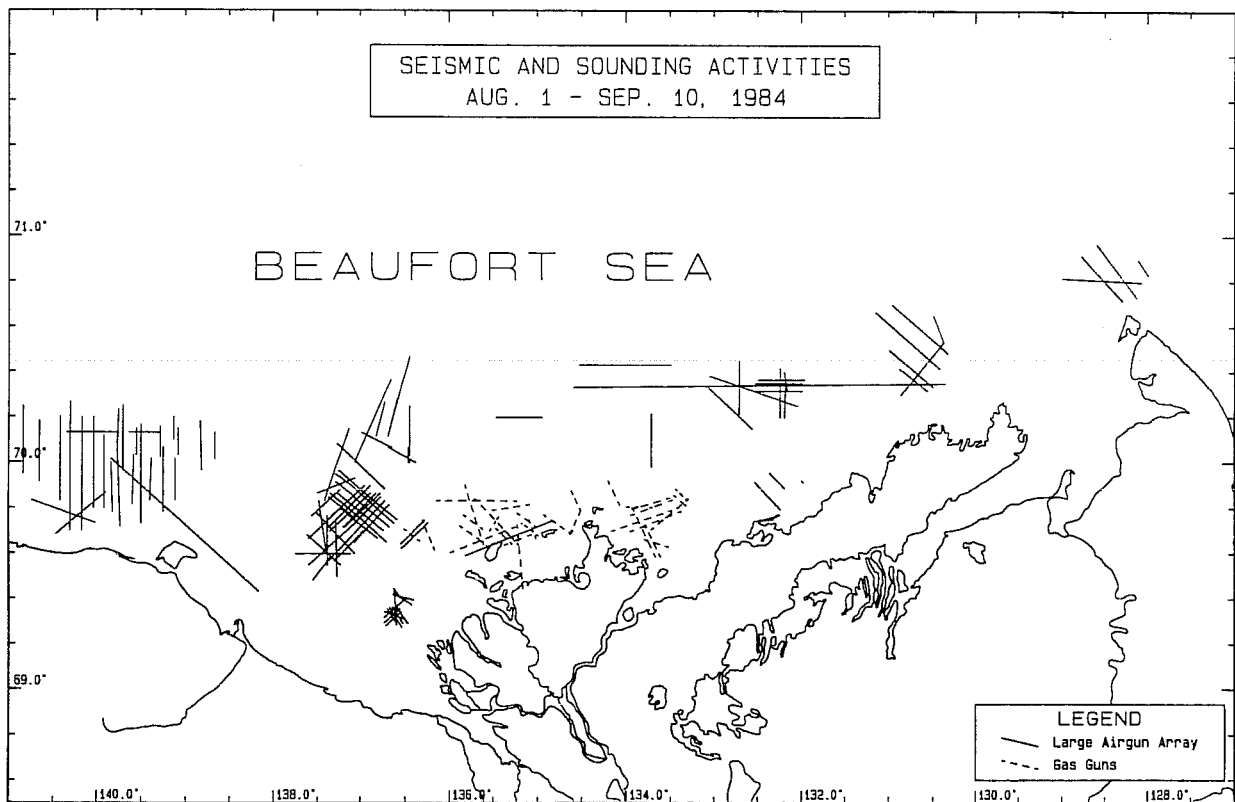 SEISMIC AND SOUNDING ACTIVITIES
AUG. 1 - SEP. 10, 1984
71.0°
BEAUFORT SEA
70.0°
69.0°
LEGEND
Large Airgun Array
Gas Guns
140.0° 138.0° 136.0° 134.0° 132.0° 130.0° 128.0°